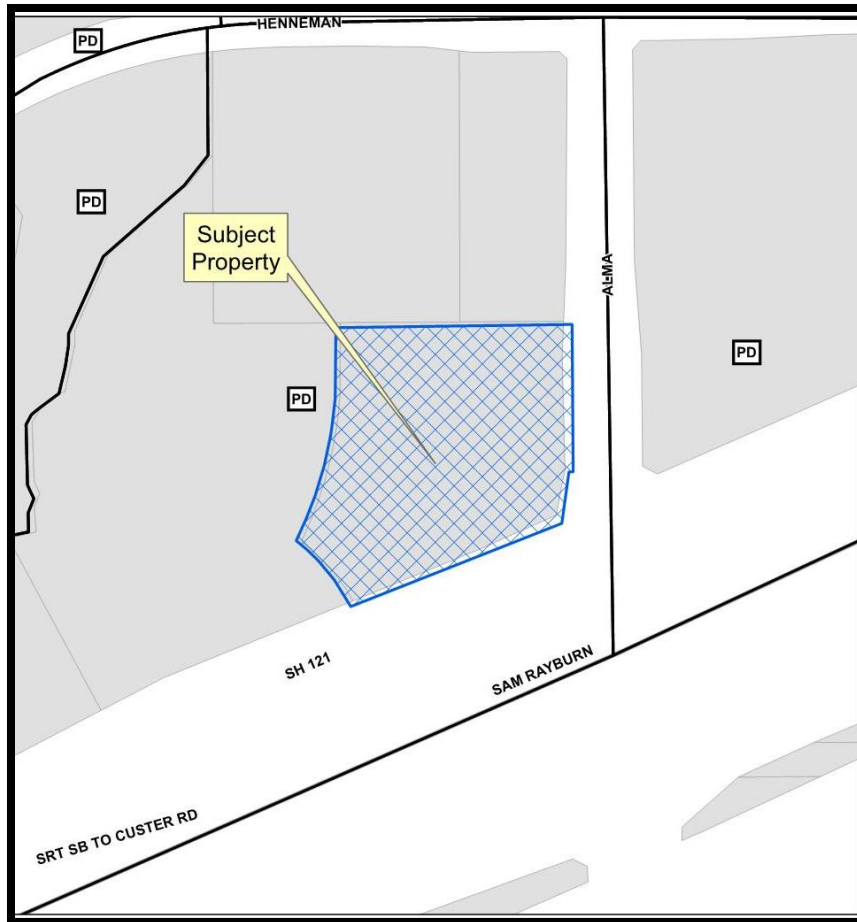 HENNEMAN
PD
PD
Subject
Property
ALMA
PD
PD
SH 121
SAM RAYBURN
SRT SB TO CUSTER RD